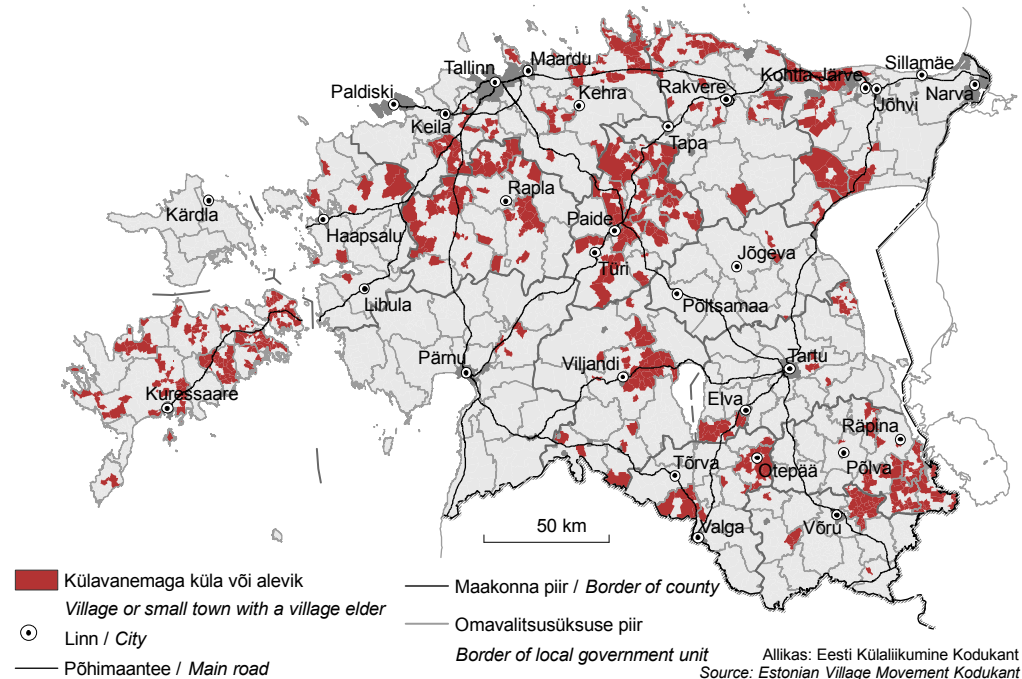 Tallinn
Maardu
Paldiski
Keila
Kehra
Rakvere
Kohtla-Järve
Sillamäe
Jõhvi
Narva
Tapa
Kärdla
Haapsalu
Rapla
Paide
Türi
Jõgeva
Lihula
Põltsamaa
Pärnu
Viljandi
Tartu
Kuressaare
Elva
Räpina
Tõrva
Otepää
Põlva
Valga
Võru
50 km
Külavanemaga küla või alevik
Village or small town with a village elder
Linn / City
Põhimaantee / Main road
Maakonna piir / Border of county
Omavalitsusüksuse piir
Border of local government unit
Allikas: Eesti Külaliikumine Kodukant
Source: Estonian Village Movement Kodukant